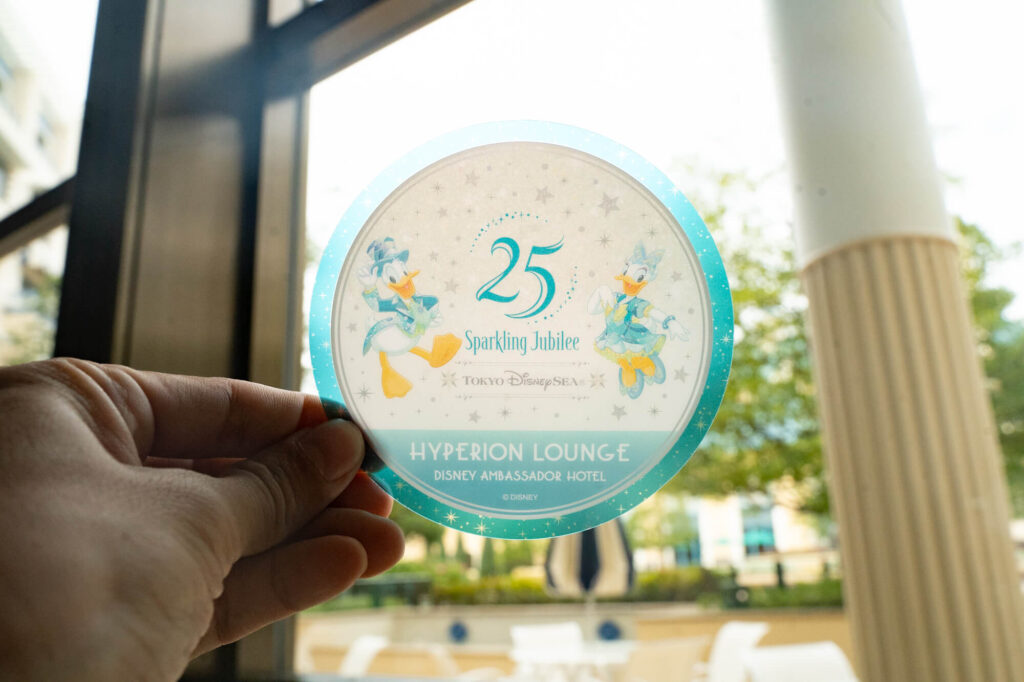 25
Sparkling Jubilee
TOKYO DisneySEA
HYPERION LOUNGE
DISNEY AMBASSADOR HOTEL
© DISNEY